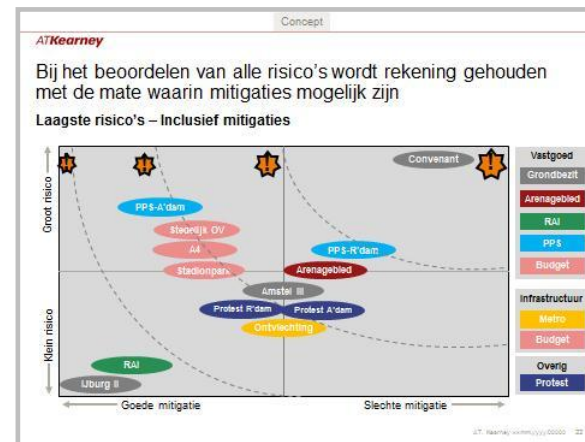 Concept
ATKearney
Bij het beoordelen van alle risico's wordt rekening gehouden
met de mate waarin mitigaties mogelijk zijn
Laagste risico's – Inclusief mitigaties
Groot risico
Klein risico
Convenant
PPS-A'dam
Stedelijk OV
A4
Stadionpark
PPS-R'dam
Arenagebied
Amstel III
Protest R'dam
Protest A'dam
Ontvlechting
RAI
IJburg II
Goede mitigatie
Slechte mitigatie
Vastgoed
Grondbezit
Arenagebied
RAI
PPS
Budget
Infrastructuur
Metro
Budget
Overig
Protest